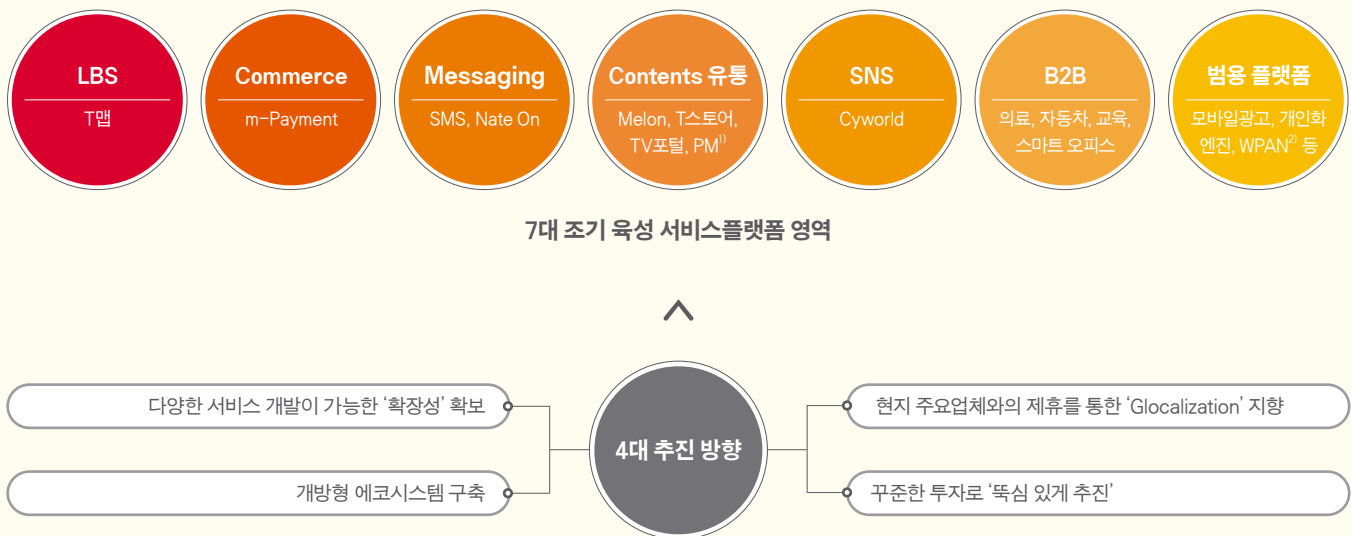 LBS
T맵
Commerce
m-Payment
Messaging
SMS, Nate On
Contents 유통
Melon, T스토어,
TV포털, PM1)
SNS
Cyworld
B2B
의료, 자동차, 교육,
스마트 오피스
범용 플랫폼
모바일광고, 개인화
엔진, WPAN2) 등
7대 조기 육성 서비스플랫폼 영역
다양한 서비스 개발이 가능한 ‘확장성’ 확보
개방형 에코시스템 구축
4대 추진 방향
현지 주요업체와의 제휴를 통한 ‘Glocalization’ 지향
꾸준한 투자로 ‘뚝심 있게 추진’